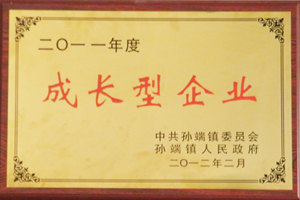 二〇一一年度
成长型企业
中共孙端镇委员会
孙端镇人民政府
二〇一二年二月